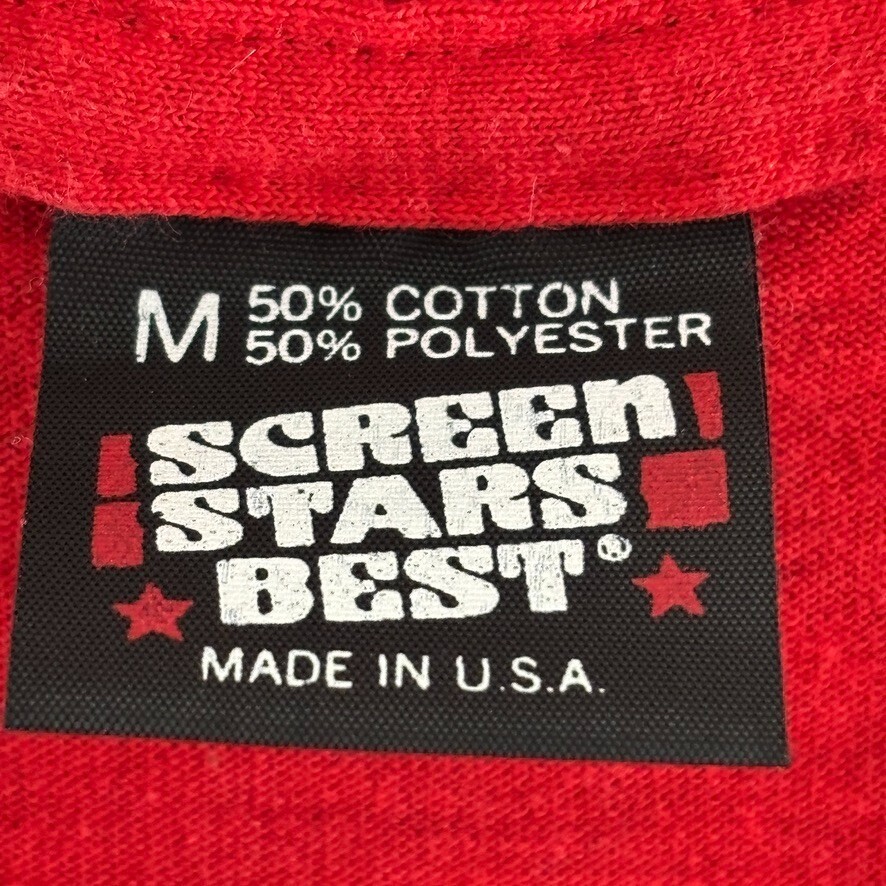 M 50% COTTON
50% POLYESTER
SCREEn
STARS
BEST®
MADE IN U.S.A.